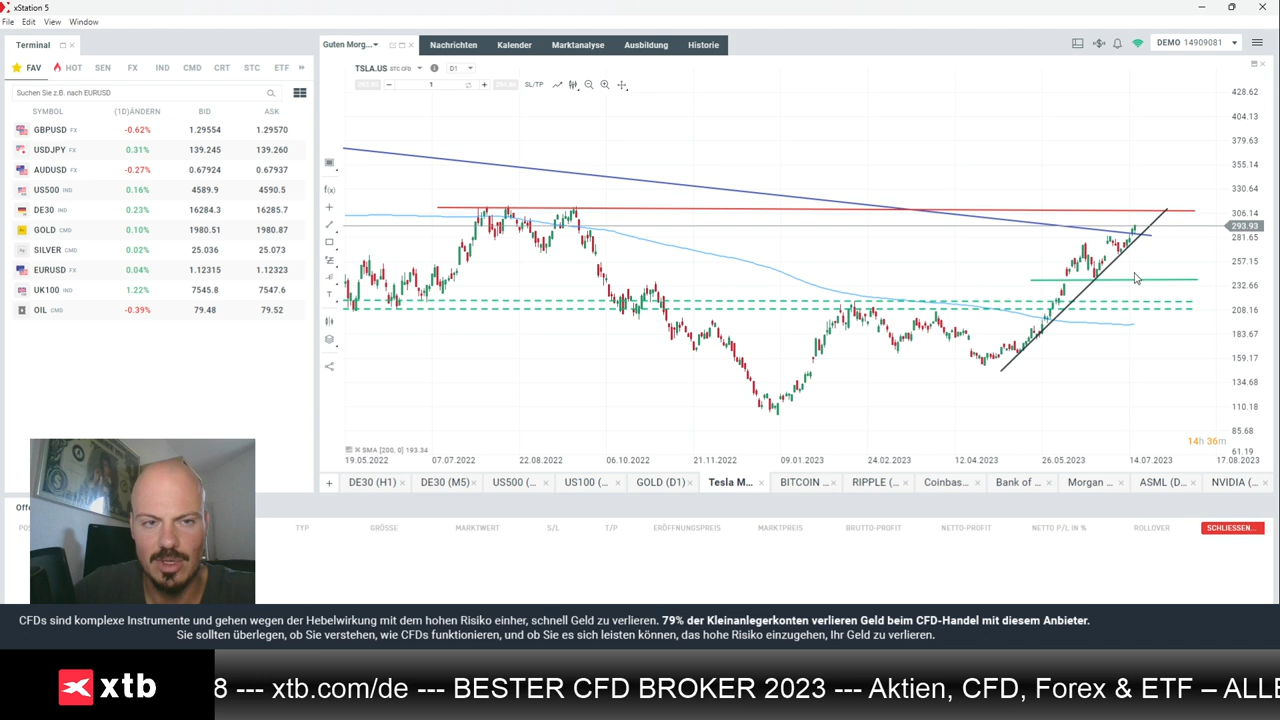 xStation 5
File Edit View Window
Terminal
FAV HOT SEN FX IND CMD CRT STC ETF »
Suchen Sie z.B. nach EURUSD
SYMBOL (1D)ÄNDERN BID ASK
GBPUSD FX -0.62% 1.29554 1.29570
USDJPY FX 0.31% 139.245 139.260
AUDUSD FX -0.27% 0.67924 0.67937
US500 IND 0.16% 4589.9 4590.5
DE30 IND 0.23% 16284.3 16285.7
GOLD CMD 0.10% 1980.51 1980.87
SILVER CMD 0.02% 25.036 25.073
EURUSD FX 0.04% 1.12315 1.12323
UK100 IND 1.22% 7545.8 7547.6
OIL CMD -0.39% 79.48 79.52
Guten Morg... Nachrichten Kalender Marktanalyse Ausbildung Historie
DEMO 14909081
TSLA.US STC CFD D1
1 SL/TP
428.62
404.13
379.63
355.14
330.64
306.14
293.93
281.65
257.15
232.66
208.16
183.67
159.17
134.68
110.18
85.68
61.19
14h 36m
SMA [200, 0] 193.34
19.05.2022 07.07.2022 22.08.2022 06.10.2022 21.11.2022 09.01.2023 24.02.2023 12.04.2023 26.05.2023 14.07.2023 17.08.2023
DE30 (H1) DE30 (M5) US500 (... US100 (... GOLD (D1) Tesla M... BITCOIN ... RIPPLE (... Coinbas... Bank of ... Morgan ... ASML (D... NVIDIA (...
TYP GRÖSSE MARKTWERT S/L T/P ERÖFFNUNGSPREIS MARKTPREIS BRUTTO-PROFIT NETTO-PROFIT NETTO P/L IN % ROLLOVER SCHLIESSEN...
CFDs sind komplexe Instrumente und gehen wegen der Hebelwirkung mit dem hohen Risiko einher, schnell Geld zu verlieren. 79% der Kleinanlegerkonten verlieren Geld beim CFD-Handel mit diesem Anbieter.
Sie sollten überlegen, ob Sie verstehen, wie CFDs funktionieren, und ob Sie es sich leisten können, das hohe Risiko einzugehen, Ihr Geld zu verlieren.
xtb
8 --- xtb.com/de --- BESTER CFD BROKER 2023 --- Aktien, CFD, Forex & ETF – ALLE